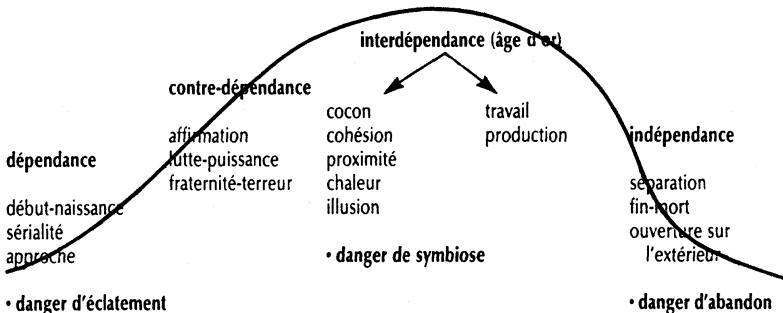 interdépendance (âge d'or)
contre-dépendance
cocon
cohésion
proximité
chaleur
illusion
travail
production
affirmation
lutte-puissance
fraternité-terreur
indépendance
dépendance
séparation
fin-mort
ouverture sur
l'extérieur
début-naissance
sérialité
approche
• danger de symbiose
• danger d'éclatement
• danger d'abandon